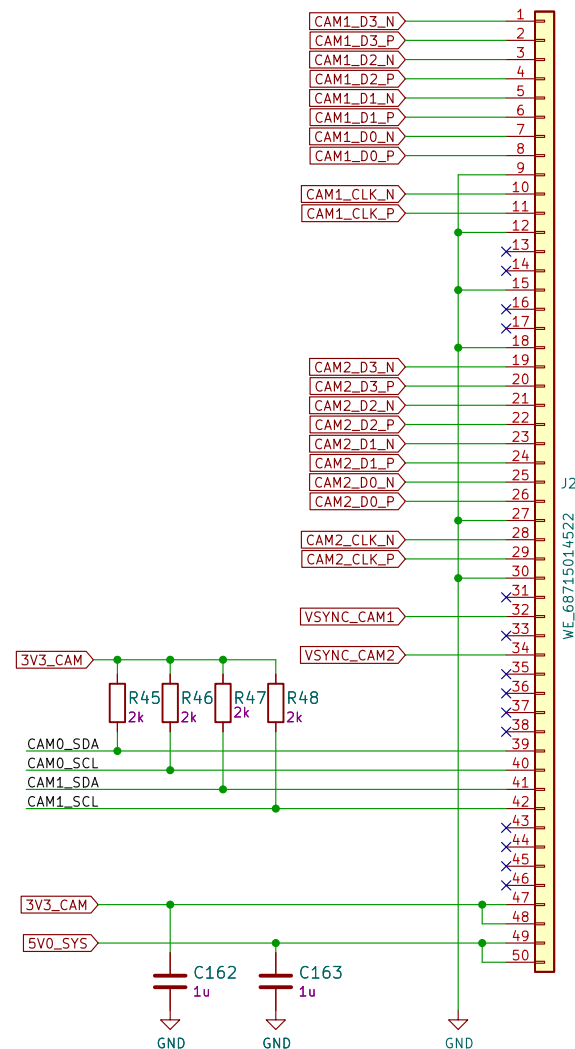 CAM1_D3_N 1
CAM1_D3_P 2
CAM1_D2_N 3
CAM1_D2_P 4
CAM1_D1_N 5
CAM1_D1_P 6
CAM1_D0_N 7
CAM1_D0_P 8
9
CAM1_CLK_N 10
CAM1_CLK_P 11
12
13
14
15
16
17
18
CAM2_D3_N 19
CAM2_D3_P 20
CAM2_D2_N 21
CAM2_D2_P 22
CAM2_D1_N 23
CAM2_D1_P 24
CAM2_D0_N 25
CAM2_D0_P 26
27
CAM2_CLK_N 28
CAM2_CLK_P 29
30
31
VSYNC_CAM1 32
33
VSYNC_CAM2 34
35
36
37
38
J2
WE_68715014522
3V3_CAM
R45 R46 R47 R48
2k 2k 2k 2k
CAM0_SDA 39
CAM0_SCL 40
CAM1_SDA 41
CAM1_SCL 42
43
44
45
46
3V3_CAM 47
48
5V0_SYS 49
50
C162 C163
1u 1u
GND GND GND